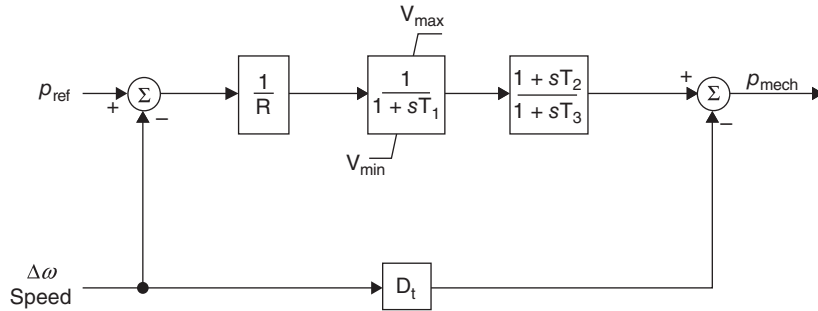 V_max
p_ref
+
Σ
−
1
R
1
1 + sT_1
1 + sT_2
1 + sT_3
+
Σ
−
p_mech
V_min
Δω
Speed
D_t